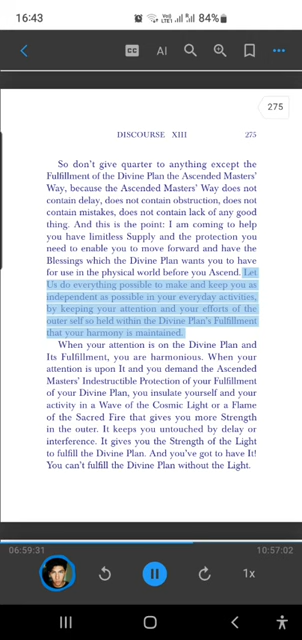 16:43
84%
CC
AI
275
DISCOURSE XIII
275
So don't give quarter to anything except the
Fulfillment of the Divine Plan the Ascended Masters'
Way, because the Ascended Masters' Way does not
contain delay, does not contain obstruction, does not
contain mistakes, does not contain lack of any good
thing. And this is the point: I am coming to help
you have limitless Supply and the protection you
need to enable you to move forward and have the
Blessings which the Divine Plan wants you to have
for use in the physical world before you Ascend. Let
Us do everything possible to make and keep you as
independent as possible in your everyday activities,
by keeping your attention and your efforts of the
outer self so held within the Divine Plan's Fulfillment
that your harmony is maintained.
When your attention is on the Divine Plan and
Its Fulfillment, you are harmonious. When your
attention is upon It and you demand the Ascended
Masters' Indestructible Protection of your Fulfillment
of your Divine Plan, you insulate yourself and your
activity in a Wave of the Cosmic Light or a Flame
of the Sacred Fire that gives you more Strength
in the outer. It keeps you untouched by delay or
interference. It gives you the Strength of the Light
to fulfill the Divine Plan. And you've got to have It!
You can't fulfill the Divine Plan without the Light.
06:59:31
10:57:02
1x